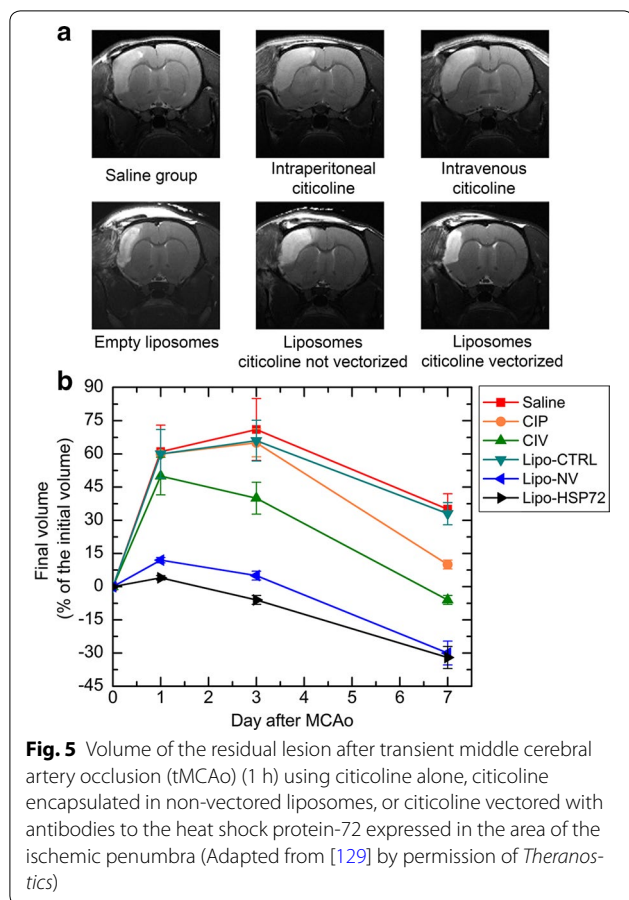 a
Saline group
Intraperitoneal
citicoline
Intravenous
citicoline
Empty liposomes
Liposomes
citicoline not vectorized
Liposomes
citicoline vectorized
b
Final volume
(% of the initial volume)
90
75
60
45
30
15
0
-15
-30
-45
0 1 2 3 4 5 6 7
Day after MCAo
Saline
CIP
CIV
Lipo-CTRL
Lipo-NV
Lipo-HSP72
Fig. 5 Volume of the residual lesion after transient middle cerebral
artery occlusion (tMCAo) (1 h) using citicoline alone, citicoline
encapsulated in non-vectored liposomes, or citicoline vectored with
antibodies to the heat shock protein-72 expressed in the area of the
ischemic penumbra (Adapted from [129] by permission of Theranos-
tics)